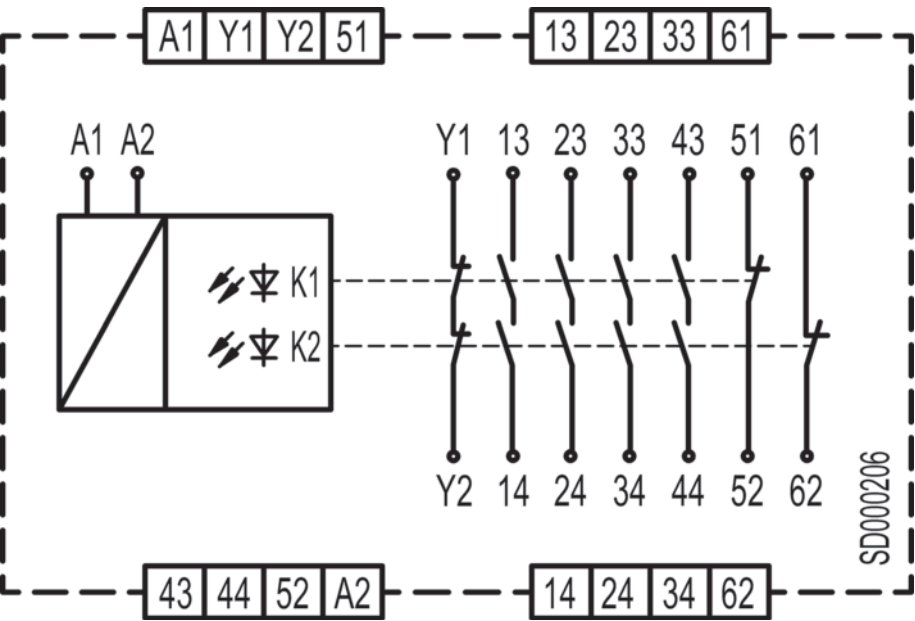 A1 Y1 Y2 51 13 23 33 61
A1 A2 Y1 13 23 33 43 51 61
K1
K2
Y2 14 24 34 44 52 62
SD000206
43 44 52 A2 14 24 34 62